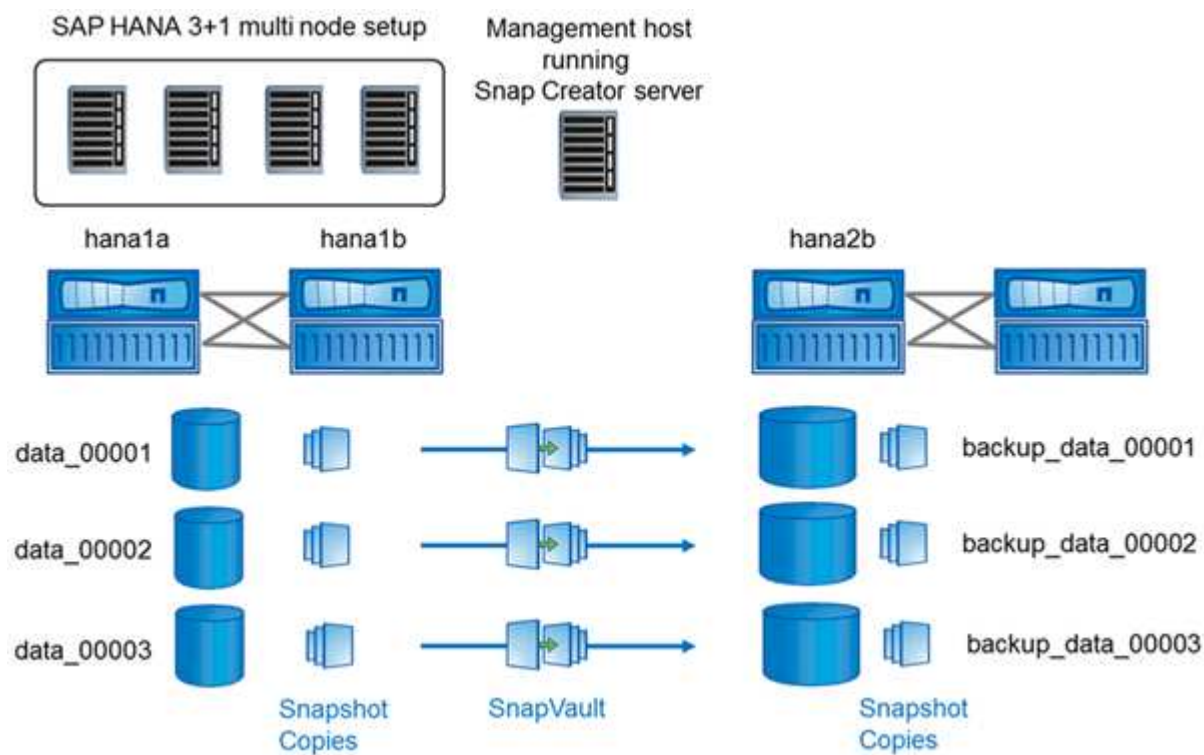 SAP HANA 3+1 multi node setup
Management host
running
Snap Creator server
hana1a
hana1b
hana2b
data_00001
backup_data_00001
data_00002
backup_data_00002
data_00003
backup_data_00003
Snapshot
Copies
SnapVault
Snapshot
Copies